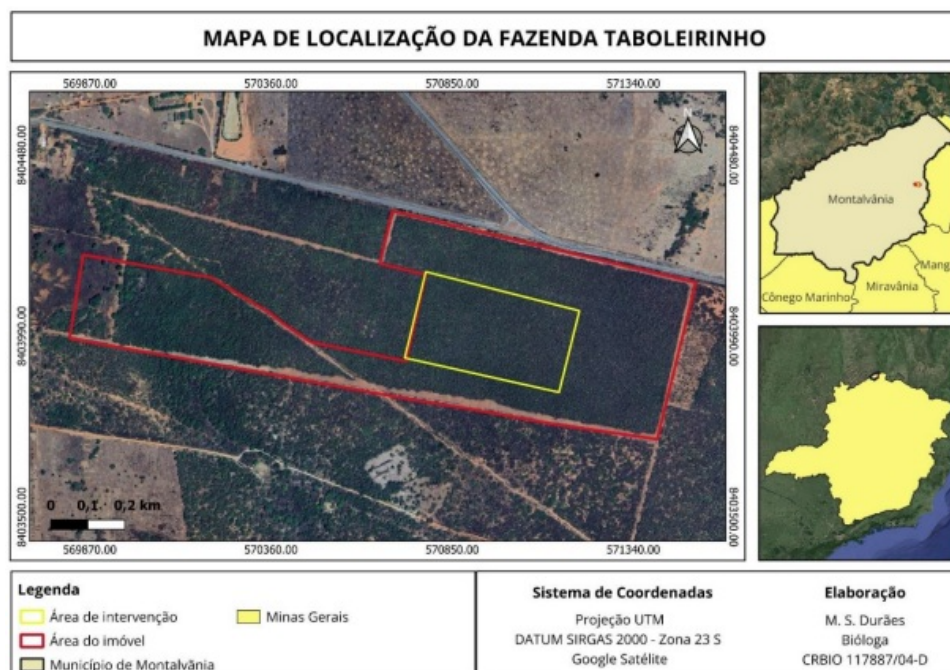 MAPA DE LOCALIZAÇÃO DA FAZENDA TABOLEIRINHO
569870.00 570360.00 570850.00 571340.00
8404480.00 8404480.00
8403990.00 8403990.00
8403500.00 8403500.00
N
0 0,1 0,2 km
569870.00 570360.00 570850.00 571340.00
Montalvânia
Cônego Marinho
Miravânia
Mang
Legenda
Área de intervenção
Minas Gerais
Área do imóvel
Município de Montalvânia
Sistema de Coordenadas
Projeção UTM
DATUM SIRGAS 2000 - Zona 23 S
Google Satélite
Elaboração
M. S. Durães
Bióloga
CRBIO 117887/04-D